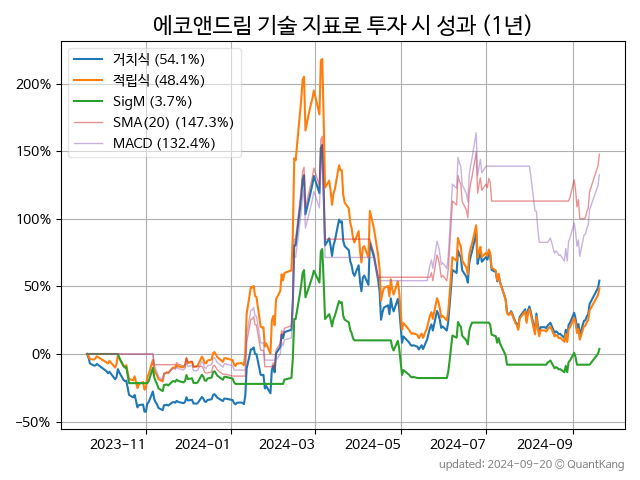 에코앤드림 기술 지표로 투자 시 성과 (1년)
거치식 (54.1%)
적립식 (48.4%)
SigM (3.7%)
SMA(20) (147.3%)
MACD (132.4%)
200%
150%
100%
50%
0%
−50%
2023−11 2024−01 2024−03 2024−05 2024−07 2024−09
updated: 2024-09-20 © QuantKang